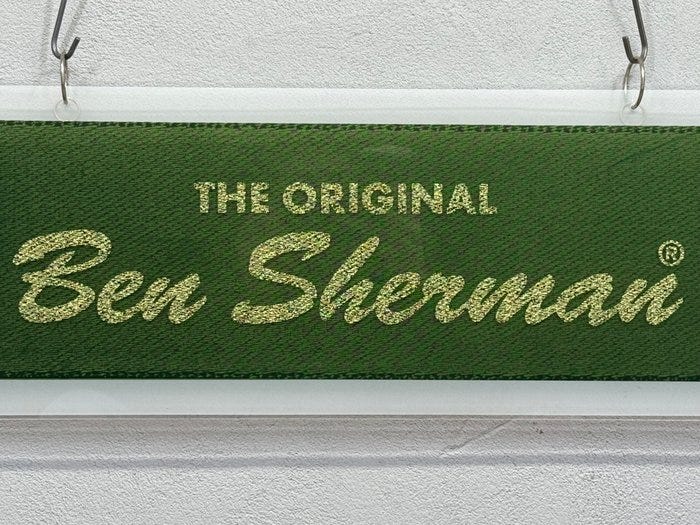 THE ORIGINAL
Ben Sherman®